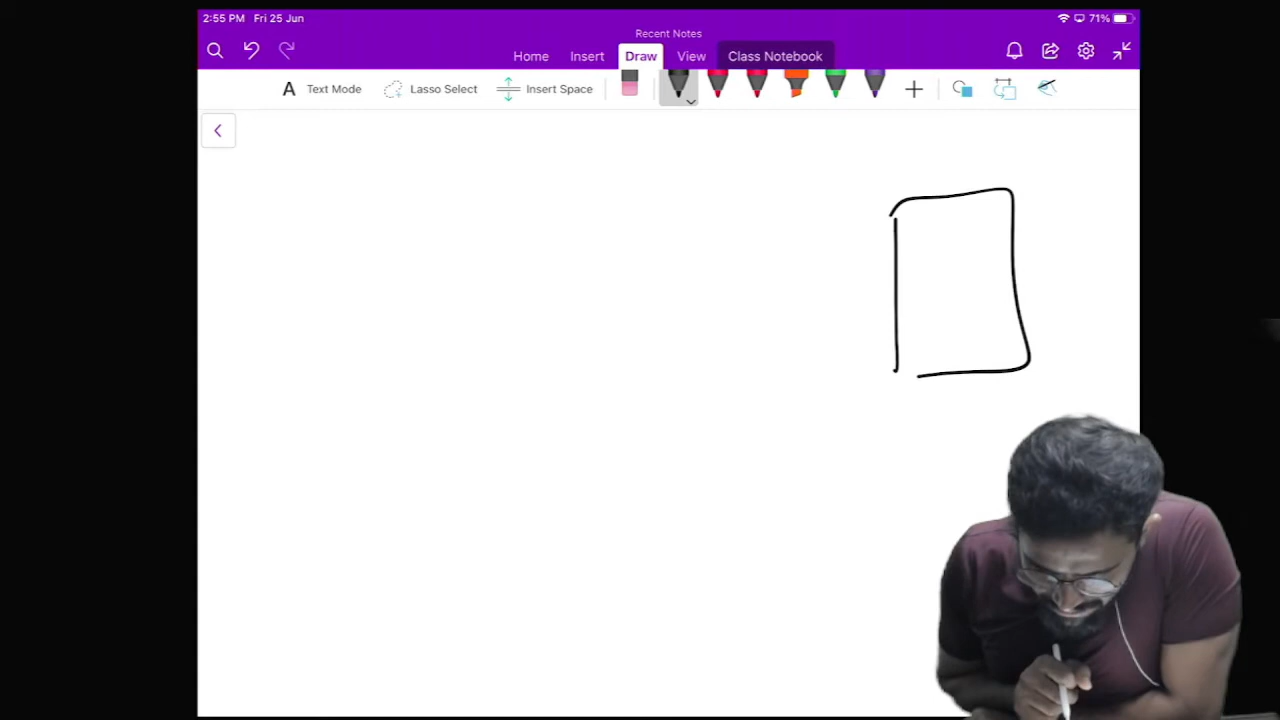 2:55 PM Fri 25 Jun 71%
Recent Notes
Home Insert Draw View Class Notebook
A Text Mode Lasso Select Insert Space